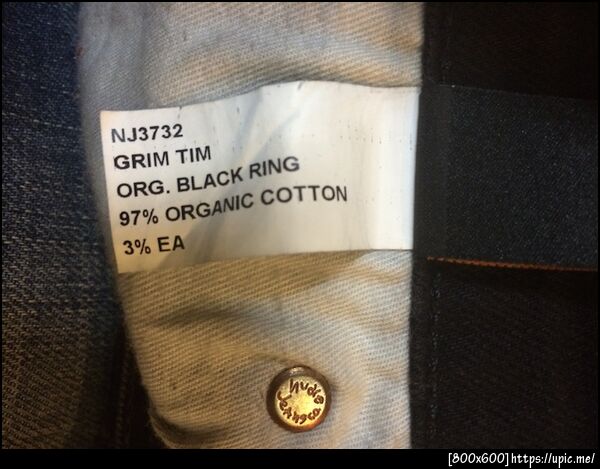 NJ3732
GRIM TIM
ORG. BLACK RING
97% ORGANIC COTTON
3% EA
nudie
Jeans co
[800x600]https://upic.me/